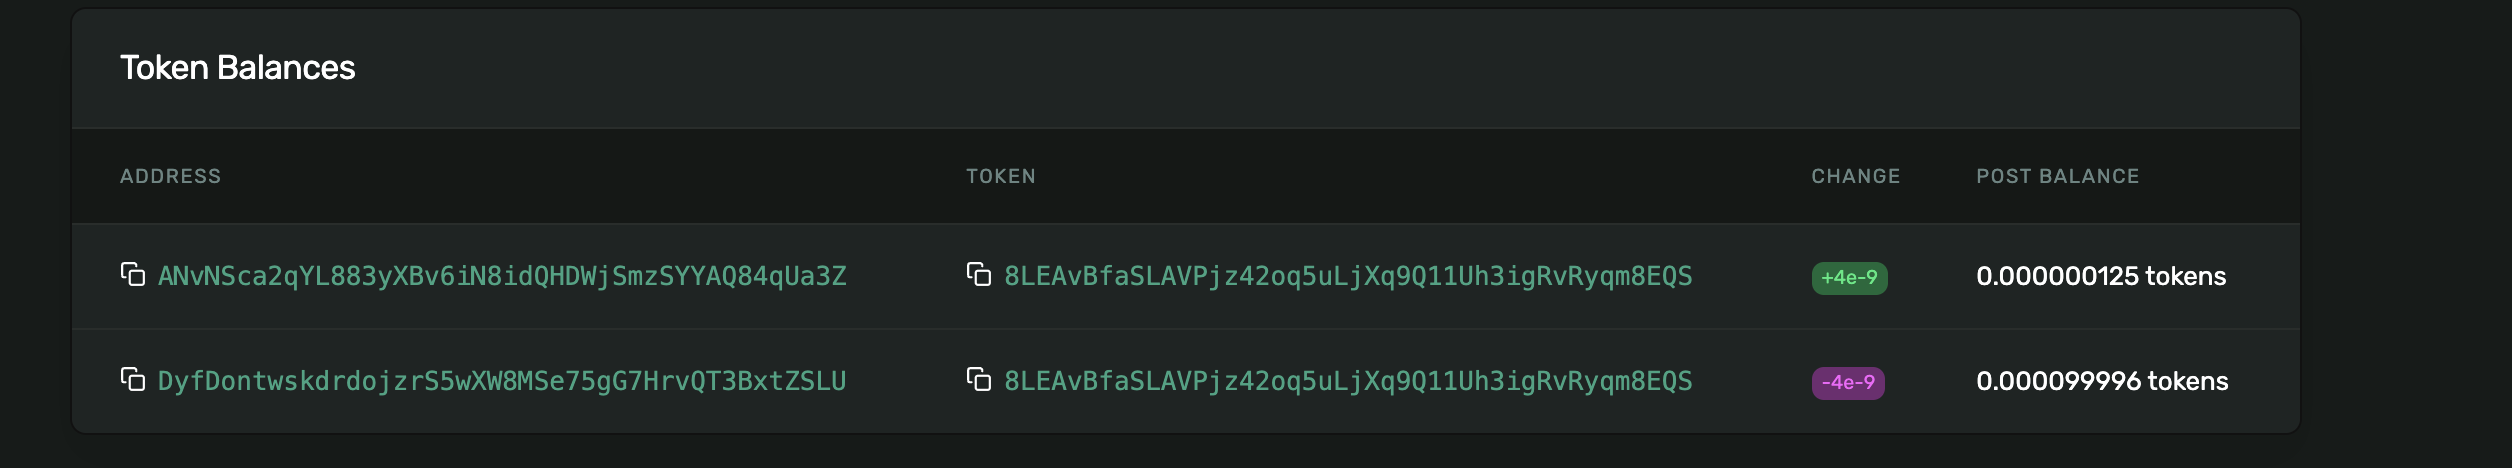 Token Balances
ADDRESS TOKEN CHANGE POST BALANCE
ANvNSca2qYL883yXBv6iN8idQHDWjSmzSYYAQ84qUa3Z 8LEAvBfaSLAVPjz42oq5uLjXq9Q11Uh3igRvRyqm8EQS +4e-9 0.000000125 tokens
DyfDontwskdrdojzrS5wXW8MSe75gG7HrvQT3BxtZSLU 8LEAvBfaSLAVPjz42oq5uLjXq9Q11Uh3igRvRyqm8EQS -4e-9 0.000099996 tokens